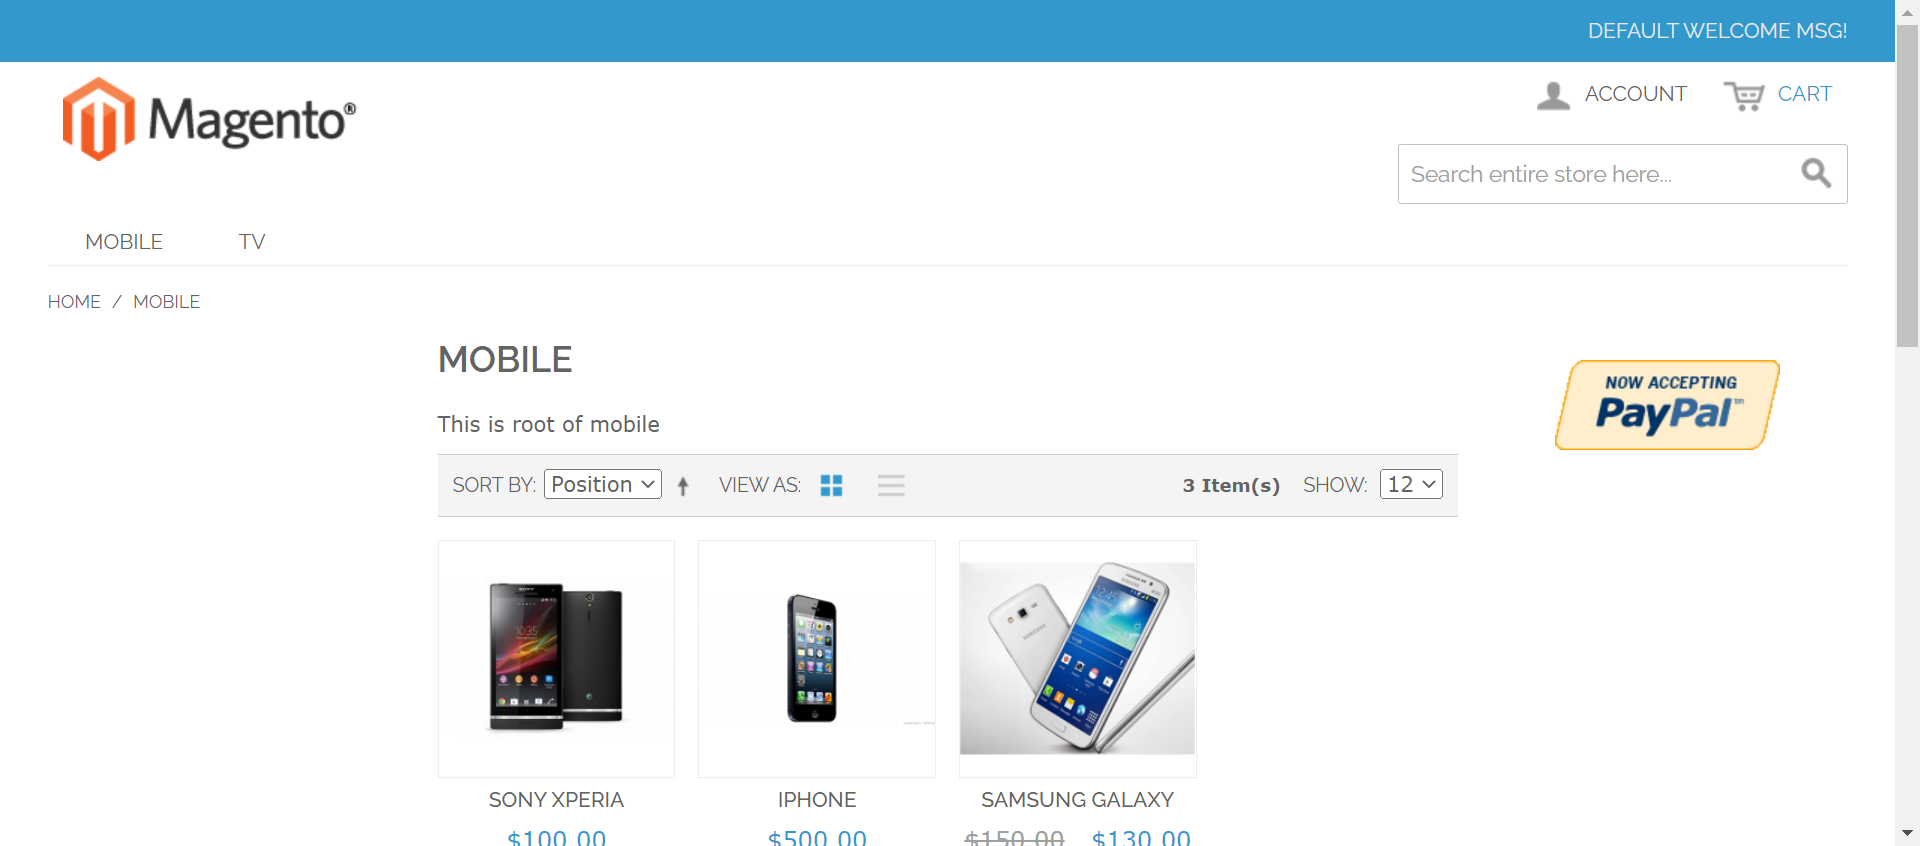 DEFAULT WELCOME MSG!
Magento®
ACCOUNT
CART
Search entire store here...
MOBILE
TV
HOME / MOBILE
MOBILE
NOW ACCEPTING
PayPal™
This is root of mobile
SORT BY: Position
VIEW AS:
3 Item(s)
SHOW: 12
SONY XPERIA
IPHONE
SAMSUNG GALAXY
$100.00
$500.00
$150.00 $130.00